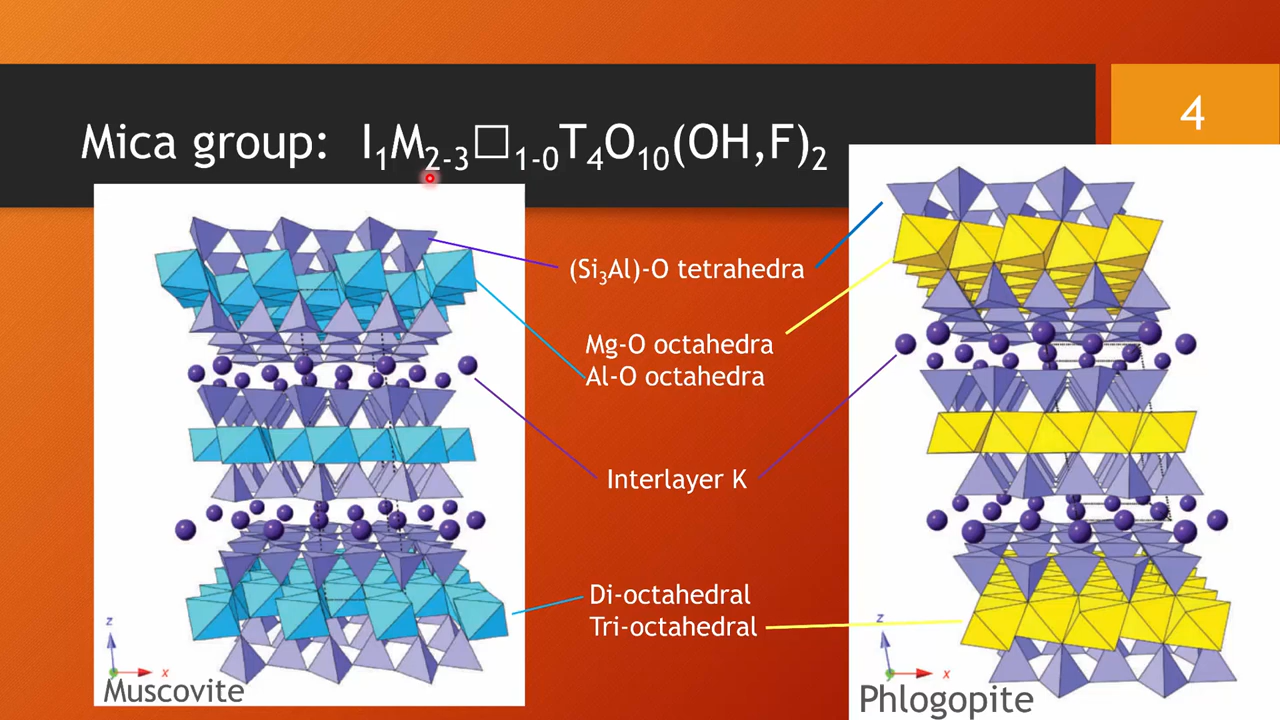 4
Mica group: I₁M₂₋₃□₁₋₀T₄O₁₀(OH,F)₂
(Si₃Al)-O tetrahedra
Mg-O octahedra
Al-O octahedra
Interlayer K
Di-octahedral
Tri-octahedral
z
x
Muscovite
z
x
Phlogopite